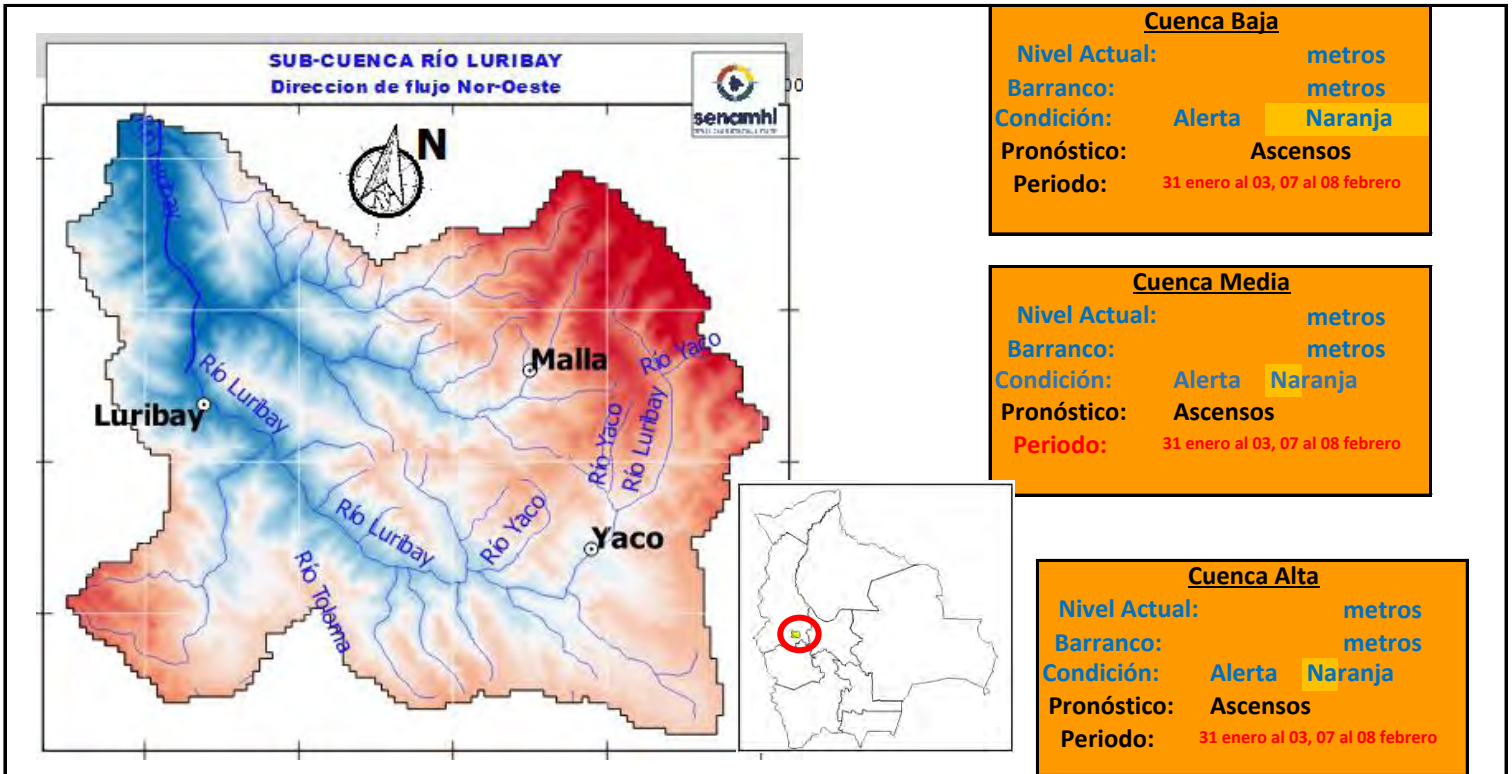 SUB-CUENCA RÍO LURIBAY
Direccion de flujo Nor-Oeste
senamhi
00
N
Malla
Río Yaco
Río Luribay
Luribay
Río Yaco
Río Luribay
Río Luribay
Río Yaco
Yaco
Río Toloma
Cuenca Baja
Nivel Actual: metros
Barranco: metros
Condición: Alerta Naranja
Pronóstico: Ascensos
Periodo: 31 enero al 03, 07 al 08 febrero
Cuenca Media
Nivel Actual: metros
Barranco: metros
Condición: Alerta Naranja
Pronóstico: Ascensos
Periodo: 31 enero al 03, 07 al 08 febrero
Cuenca Alta
Nivel Actual: metros
Barranco: metros
Condición: Alerta Naranja
Pronóstico: Ascensos
Periodo: 31 enero al 03, 07 al 08 febrero